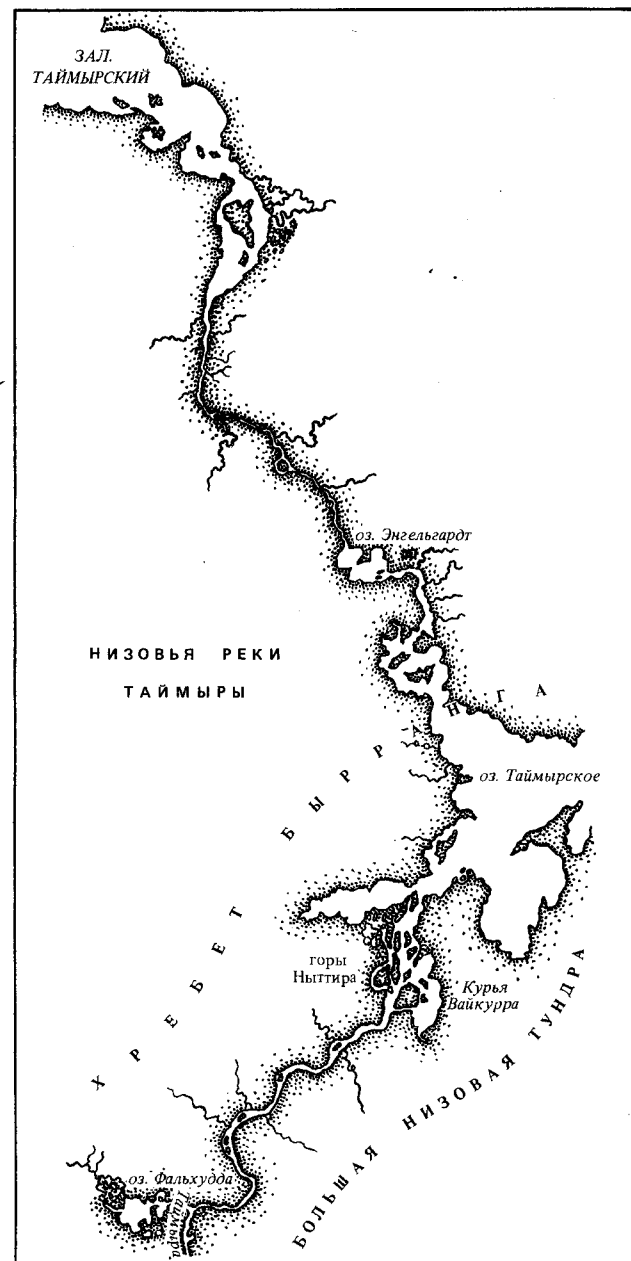 ЗАЛ.
ТАЙМЫРСКИЙ
оз. Энгельгардт
НИЗОВЬЯ РЕКИ
ТАЙМЫРЫ
ХРЕБЕТ БЫРРАНГА
оз. Таймырское
горы
Ныттира
Курья
Вайкурра
БОЛЬШАЯ НИЗОВАЯ ТУНДРА
оз. Фальхудда
Таймыра